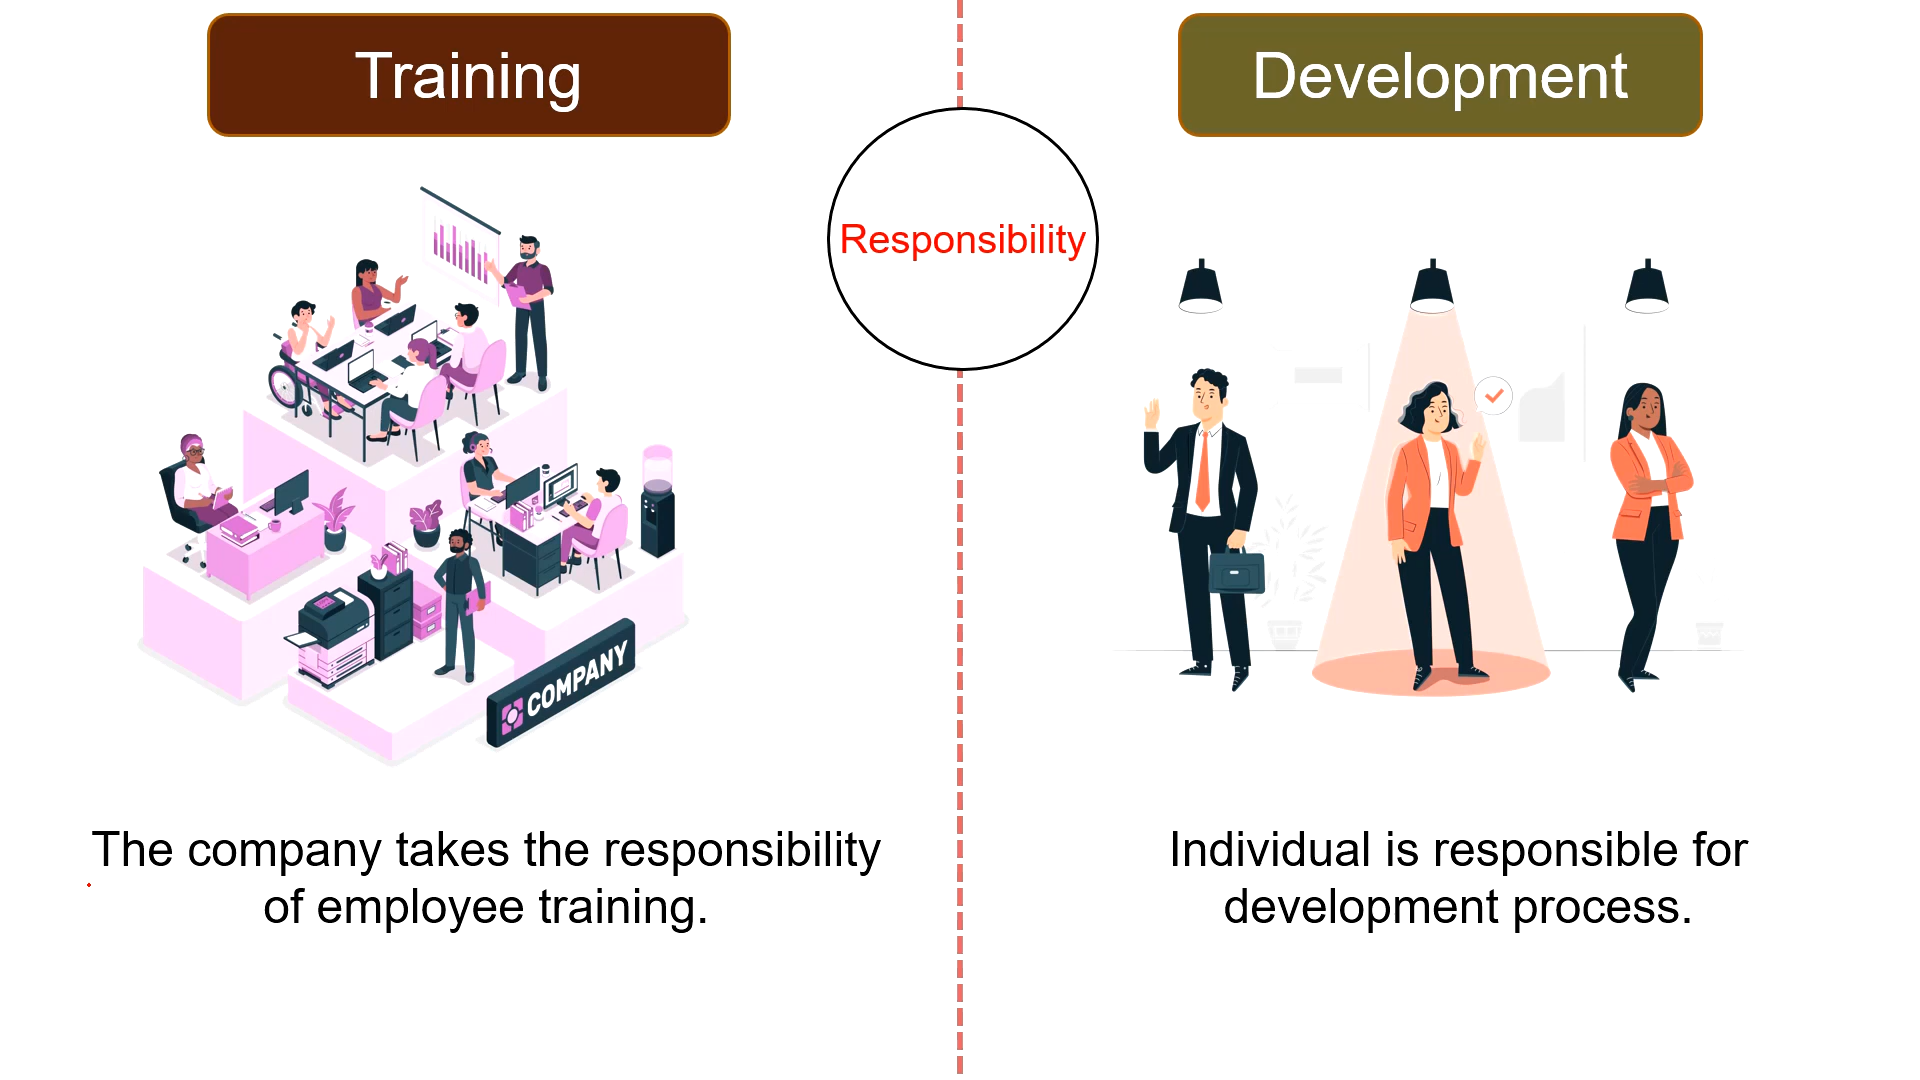 Training
Development
Responsibility
COMPANY
The company takes the responsibility
of employee training.
Individual is responsible for
development process.